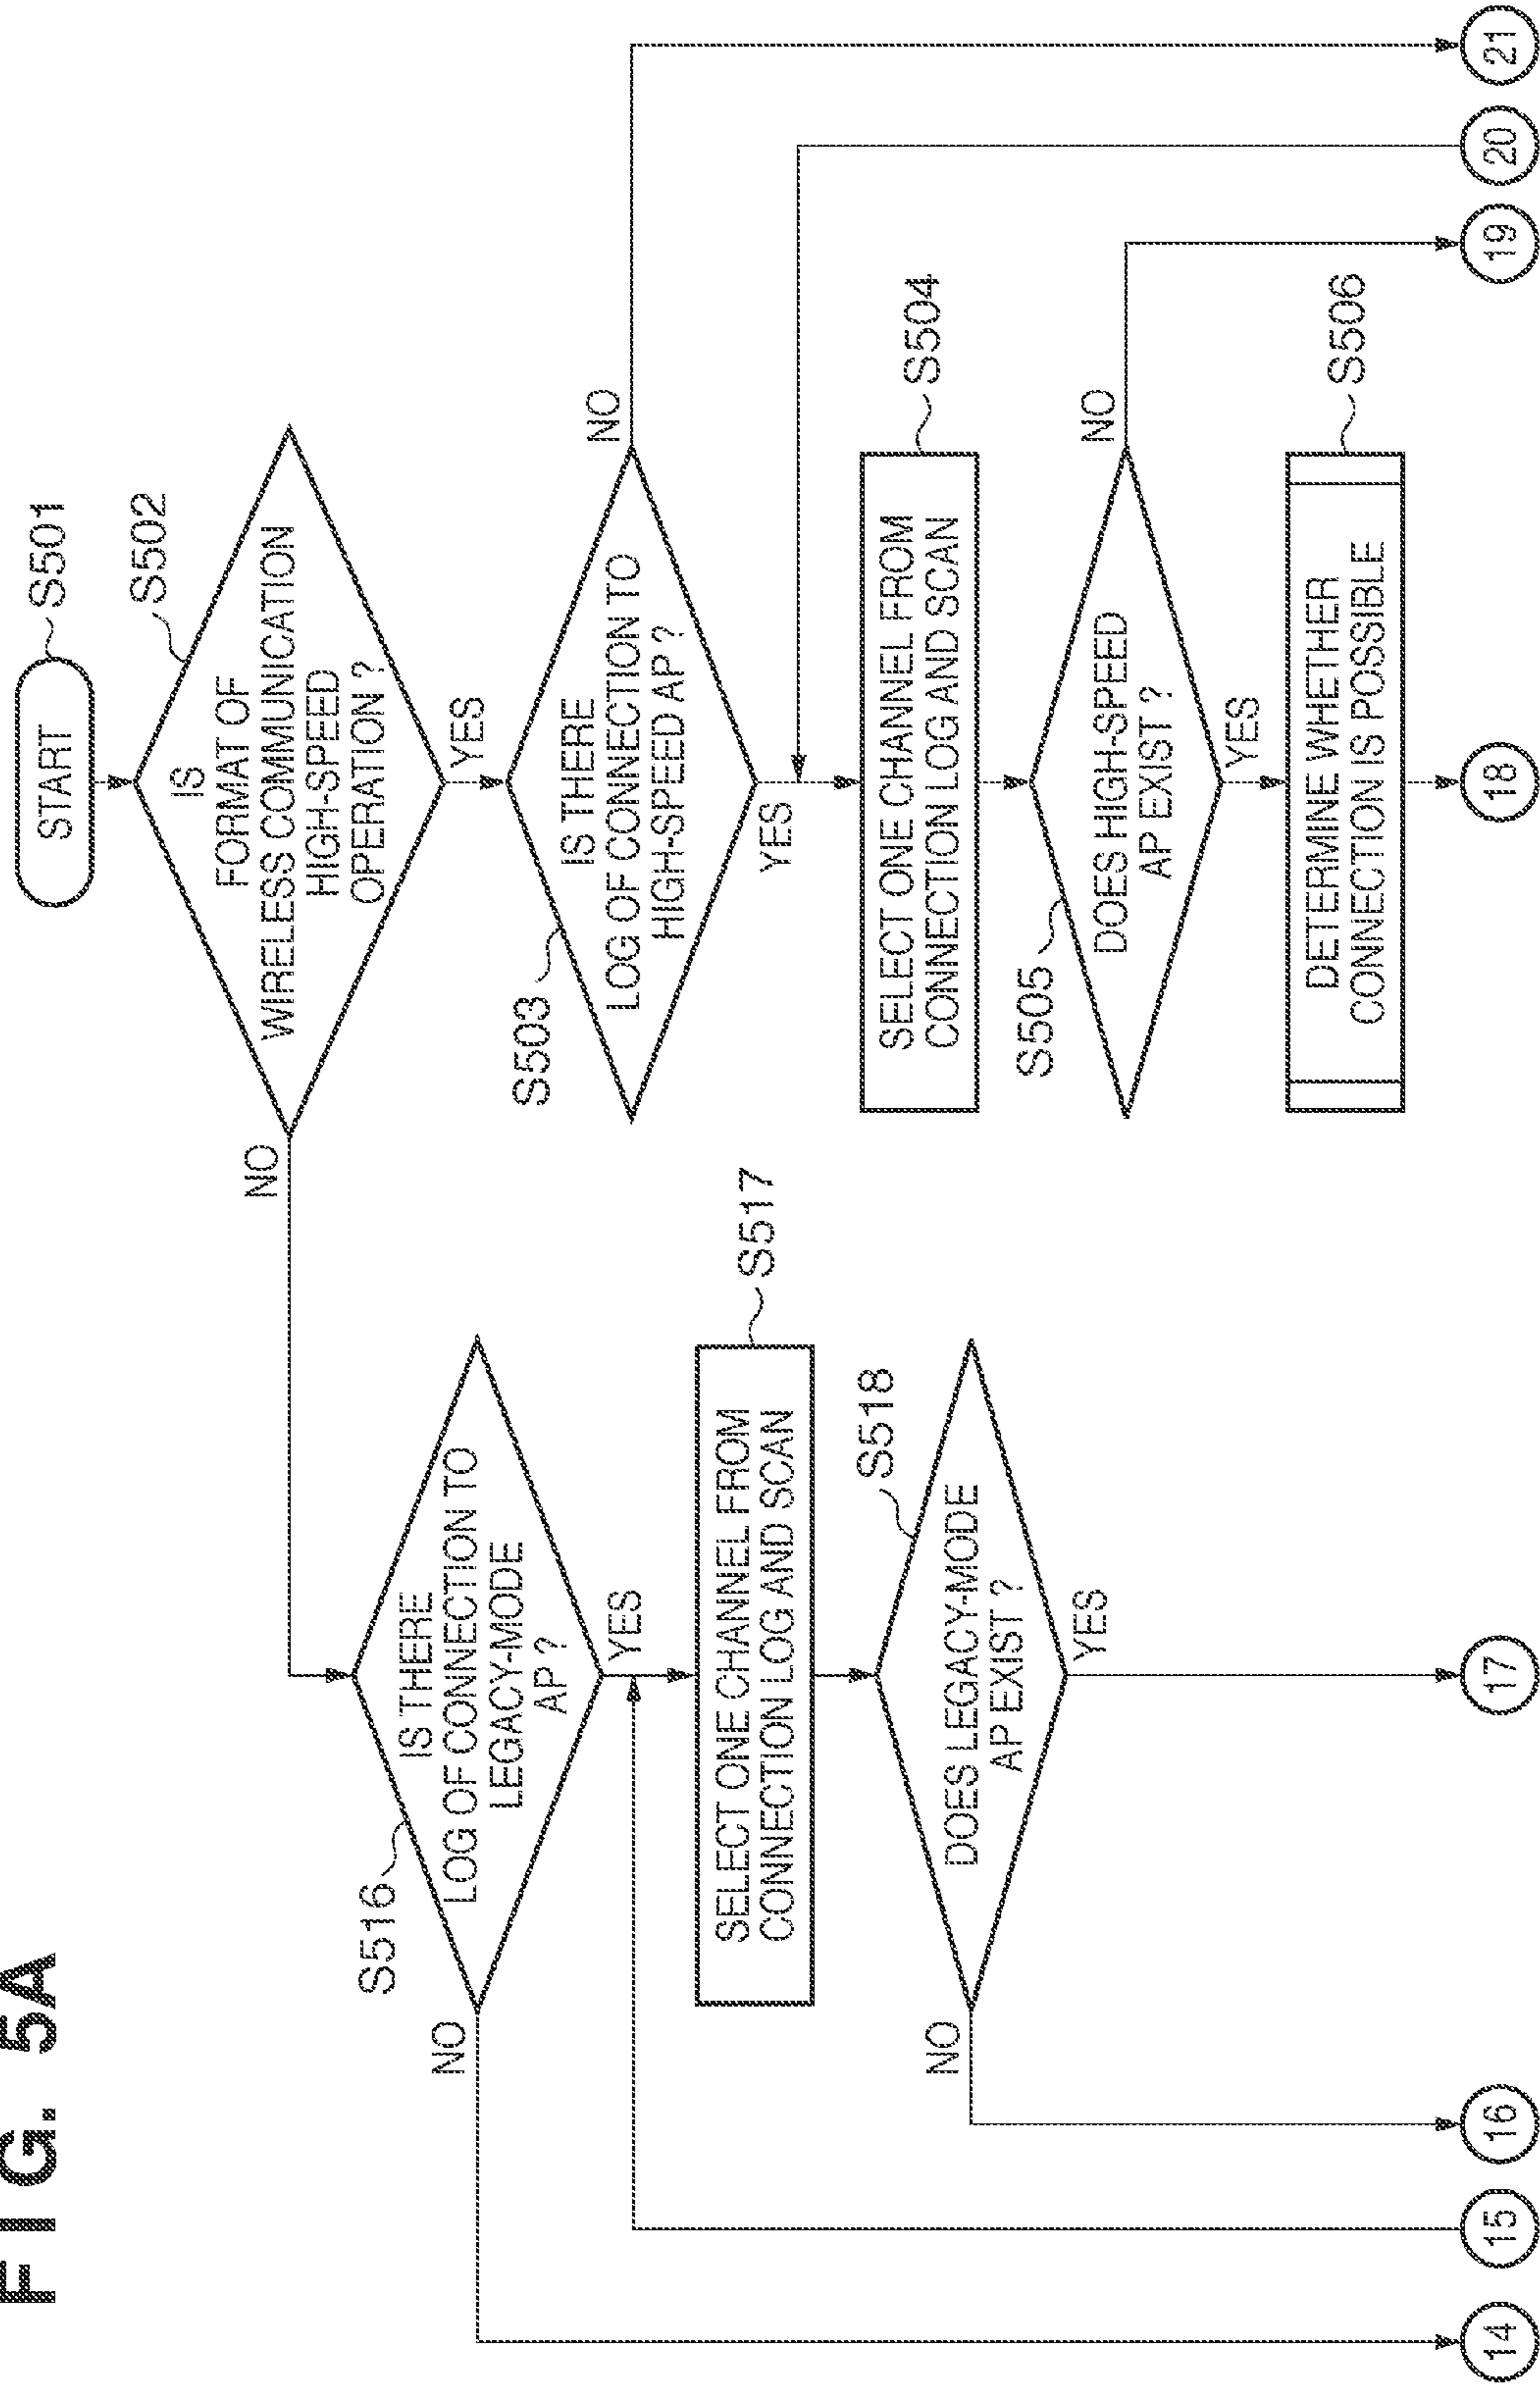 FIG. 5A
START
S501
S502
IS
FORMAT OF
WIRELESS COMMUNICATION
HIGH-SPEED
OPERATION ?
NO
YES
S503
IS THERE
LOG OF CONNECTION TO
HIGH-SPEED AP ?
NO
YES
S504
SELECT ONE CHANNEL FROM
CONNECTION LOG AND SCAN
S505
DOES HIGH-SPEED
AP EXIST ?
NO
YES
S506
DETERMINE WHETHER
CONNECTION IS POSSIBLE
S516
IS THERE
LOG OF CONNECTION TO
LEGACY-MODE
AP ?
NO
YES
S517
SELECT ONE CHANNEL FROM
CONNECTION LOG AND SCAN
S518
DOES LEGACY-MODE
AP EXIST ?
NO
YES
14
15
16
17
18
19
20
21